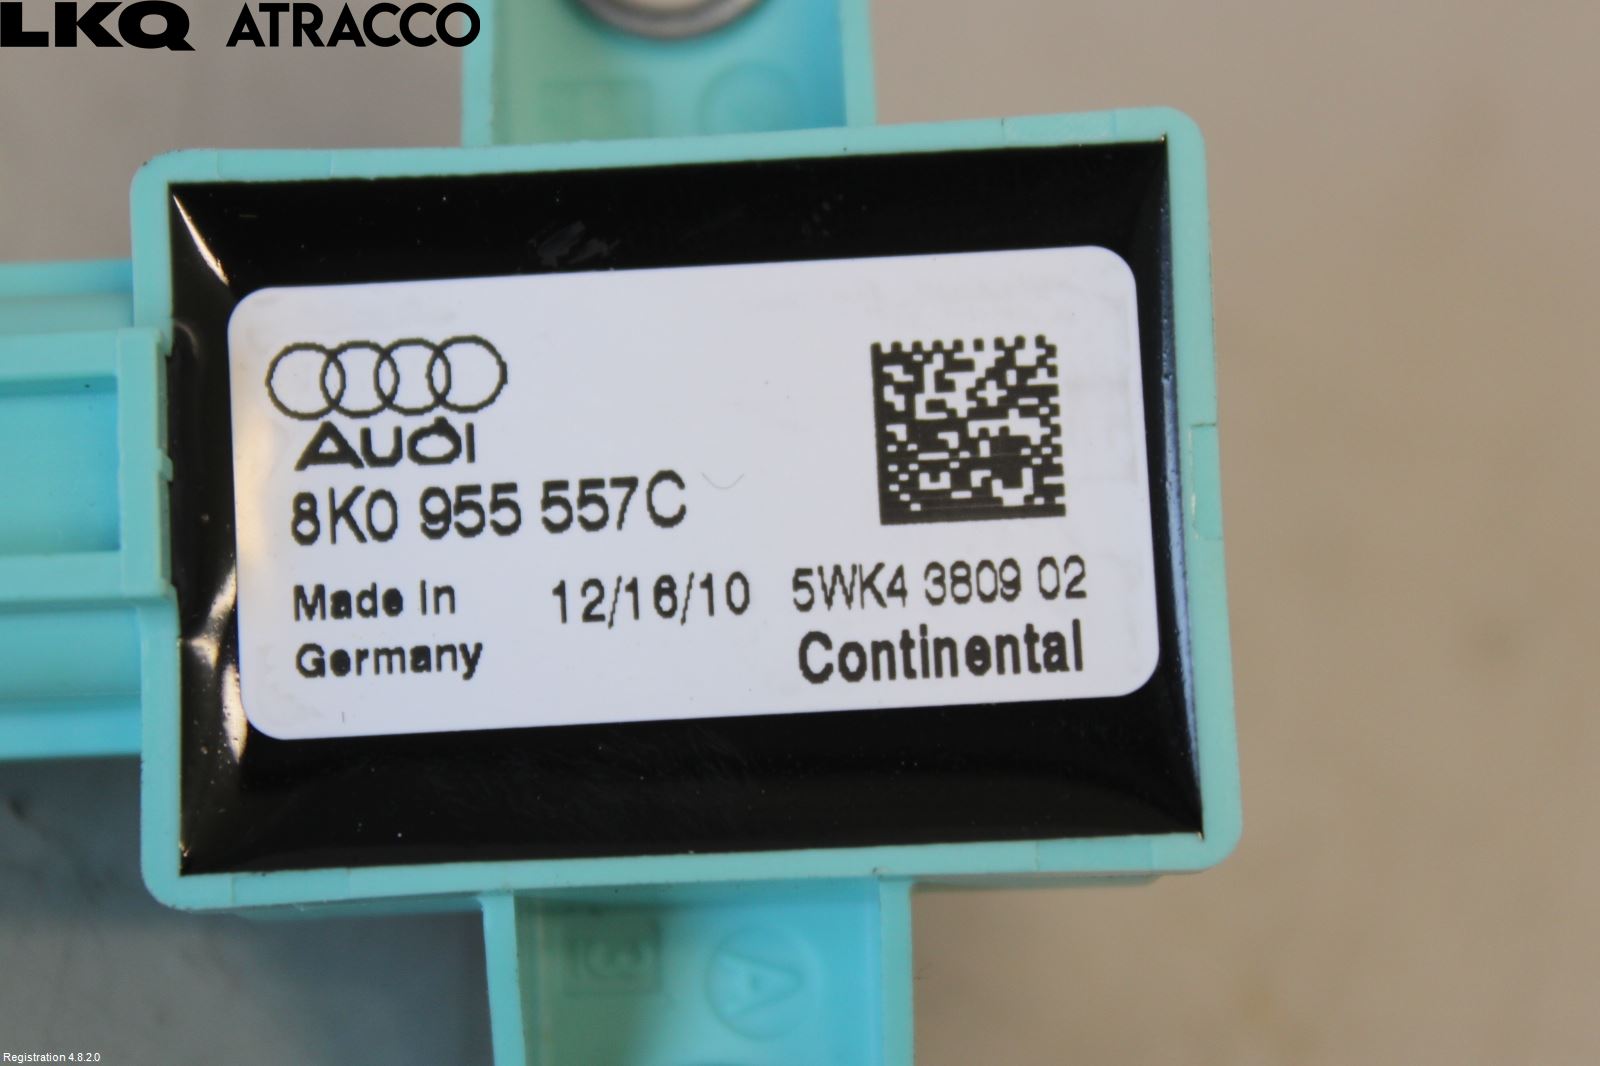 LKQ ATRACCO
AUDI
8K0 955 557C
Made in Germany
12/16/10
5WK4 3809 02
Continental
A
Registration 4.8.2.0